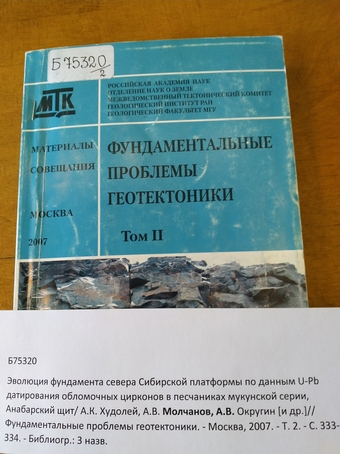 Б75320
2
РОССИЙСКАЯ АКАДЕМИЯ НАУК
ОТДЕЛЕНИЕ НАУК О ЗЕМЛЕ
МЕЖВЕДОМСТВЕННЫЙ ТЕКТОНИЧЕСКИЙ КОМИТЕТ
ГЕОЛОГИЧЕСКИЙ ИНСТИТУТ РАН
ГЕОЛОГИЧЕСКИЙ ФАКУЛЬТЕТ МГУ
МТК
МАТЕРИАЛЫ
СОВЕЩАНИЯ
МОСКВА
2007
ФУНДАМЕНТАЛЬНЫЕ
ПРОБЛЕМЫ
ГЕОТЕКТОНИКИ
Том II
Б75320
Эволюция фундамента севера Сибирской платформы по данным U-Pb
датирования обломочных цирконов в песчаниках мукунской серии,
Анабарский щит/ А.К. Худолей, А.В. Молчанов, А.В. Округин [и др.]//
Фундаментальные проблемы геотектоники. - Москва, 2007. - Т. 2. - С. 333-
334. - Библиогр.: 3 назв.